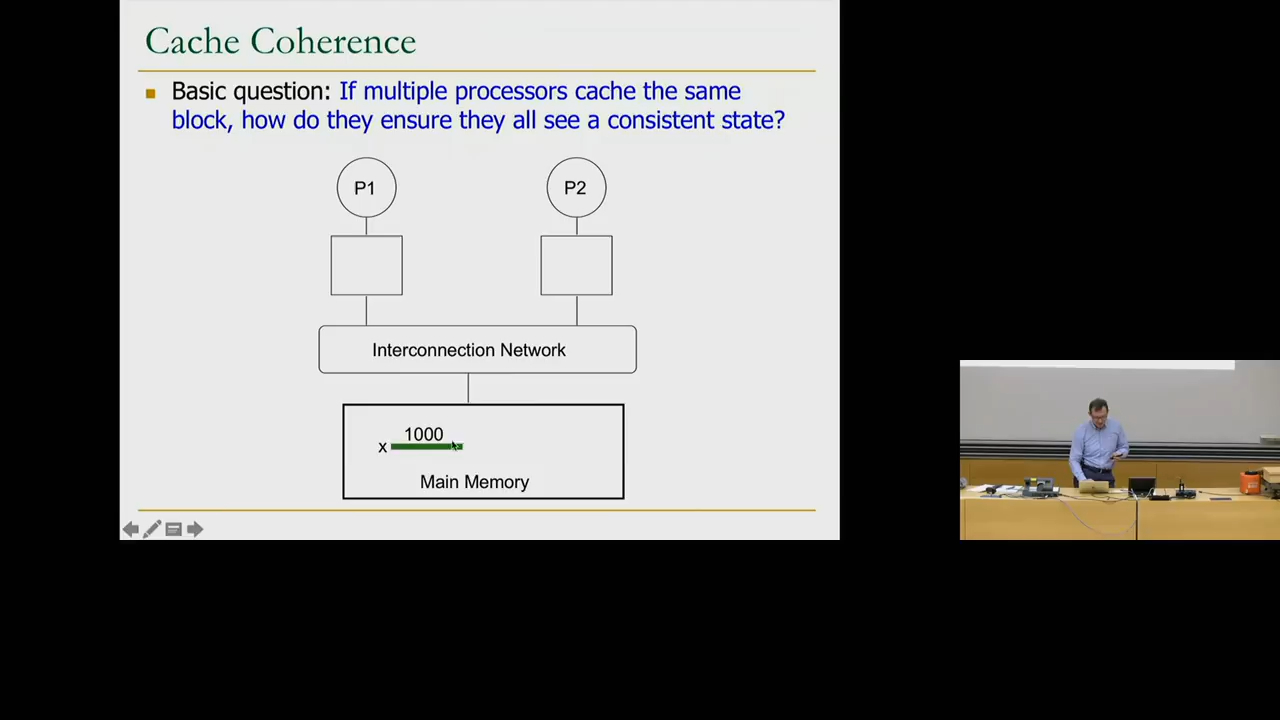 Cache Coherence
Basic question: If multiple processors cache the same
block, how do they ensure they all see a consistent state?
P1
P2
Interconnection Network
1000
x
Main Memory